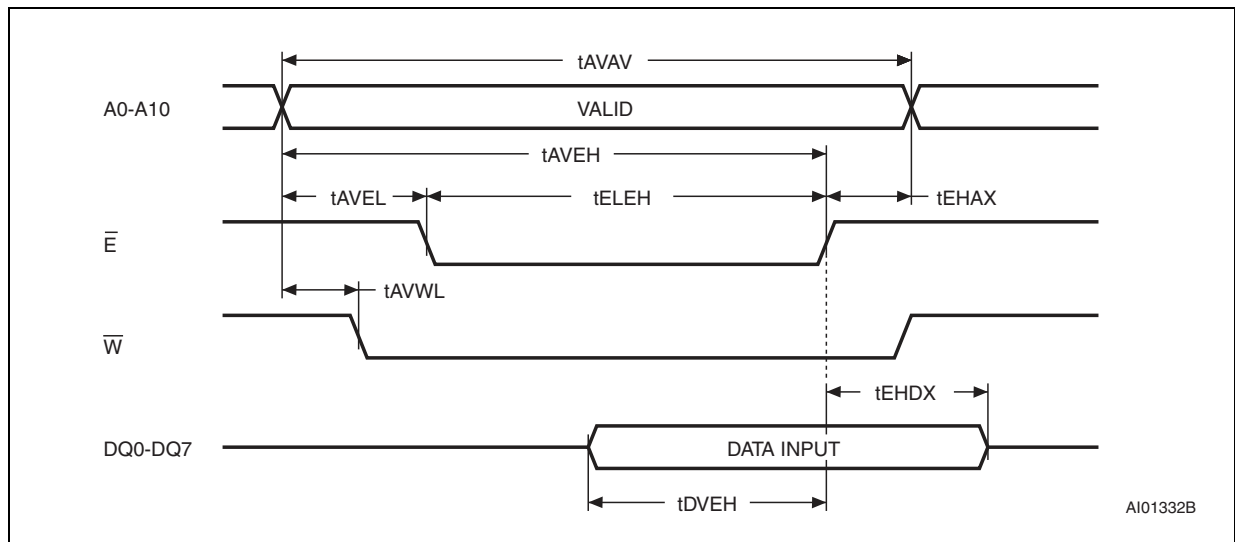 tAVAV
A0-A10
VALID
tAVEH
tAVEL
tELEH
tEHAX
E̅
tAVWL
W̅
tEHDX
DQ0-DQ7
DATA INPUT
tDVEH
AI01332B